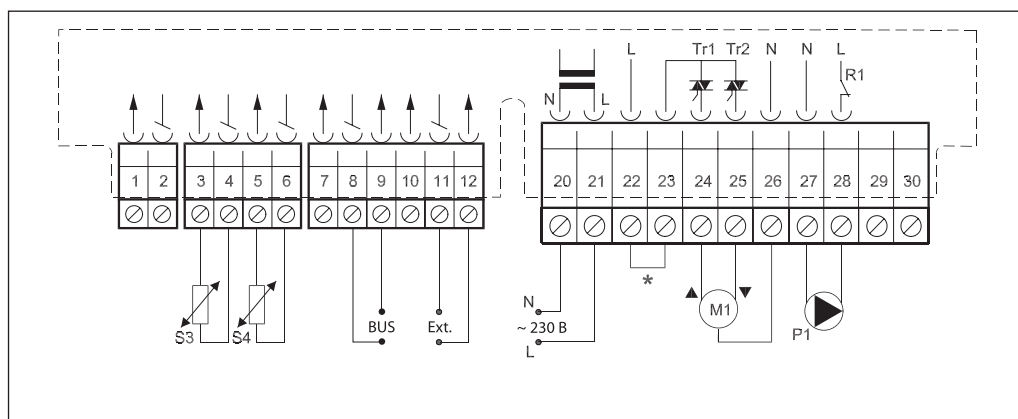 L Tr1 Tr2 N N L
R1
N L
1 2 3 4 5 6 7 8 9 10 11 12 20 21 22 23 24 25 26 27 28 29 30
*
S3 S4 BUS Ext. N M1 P1
~ 230 В
L